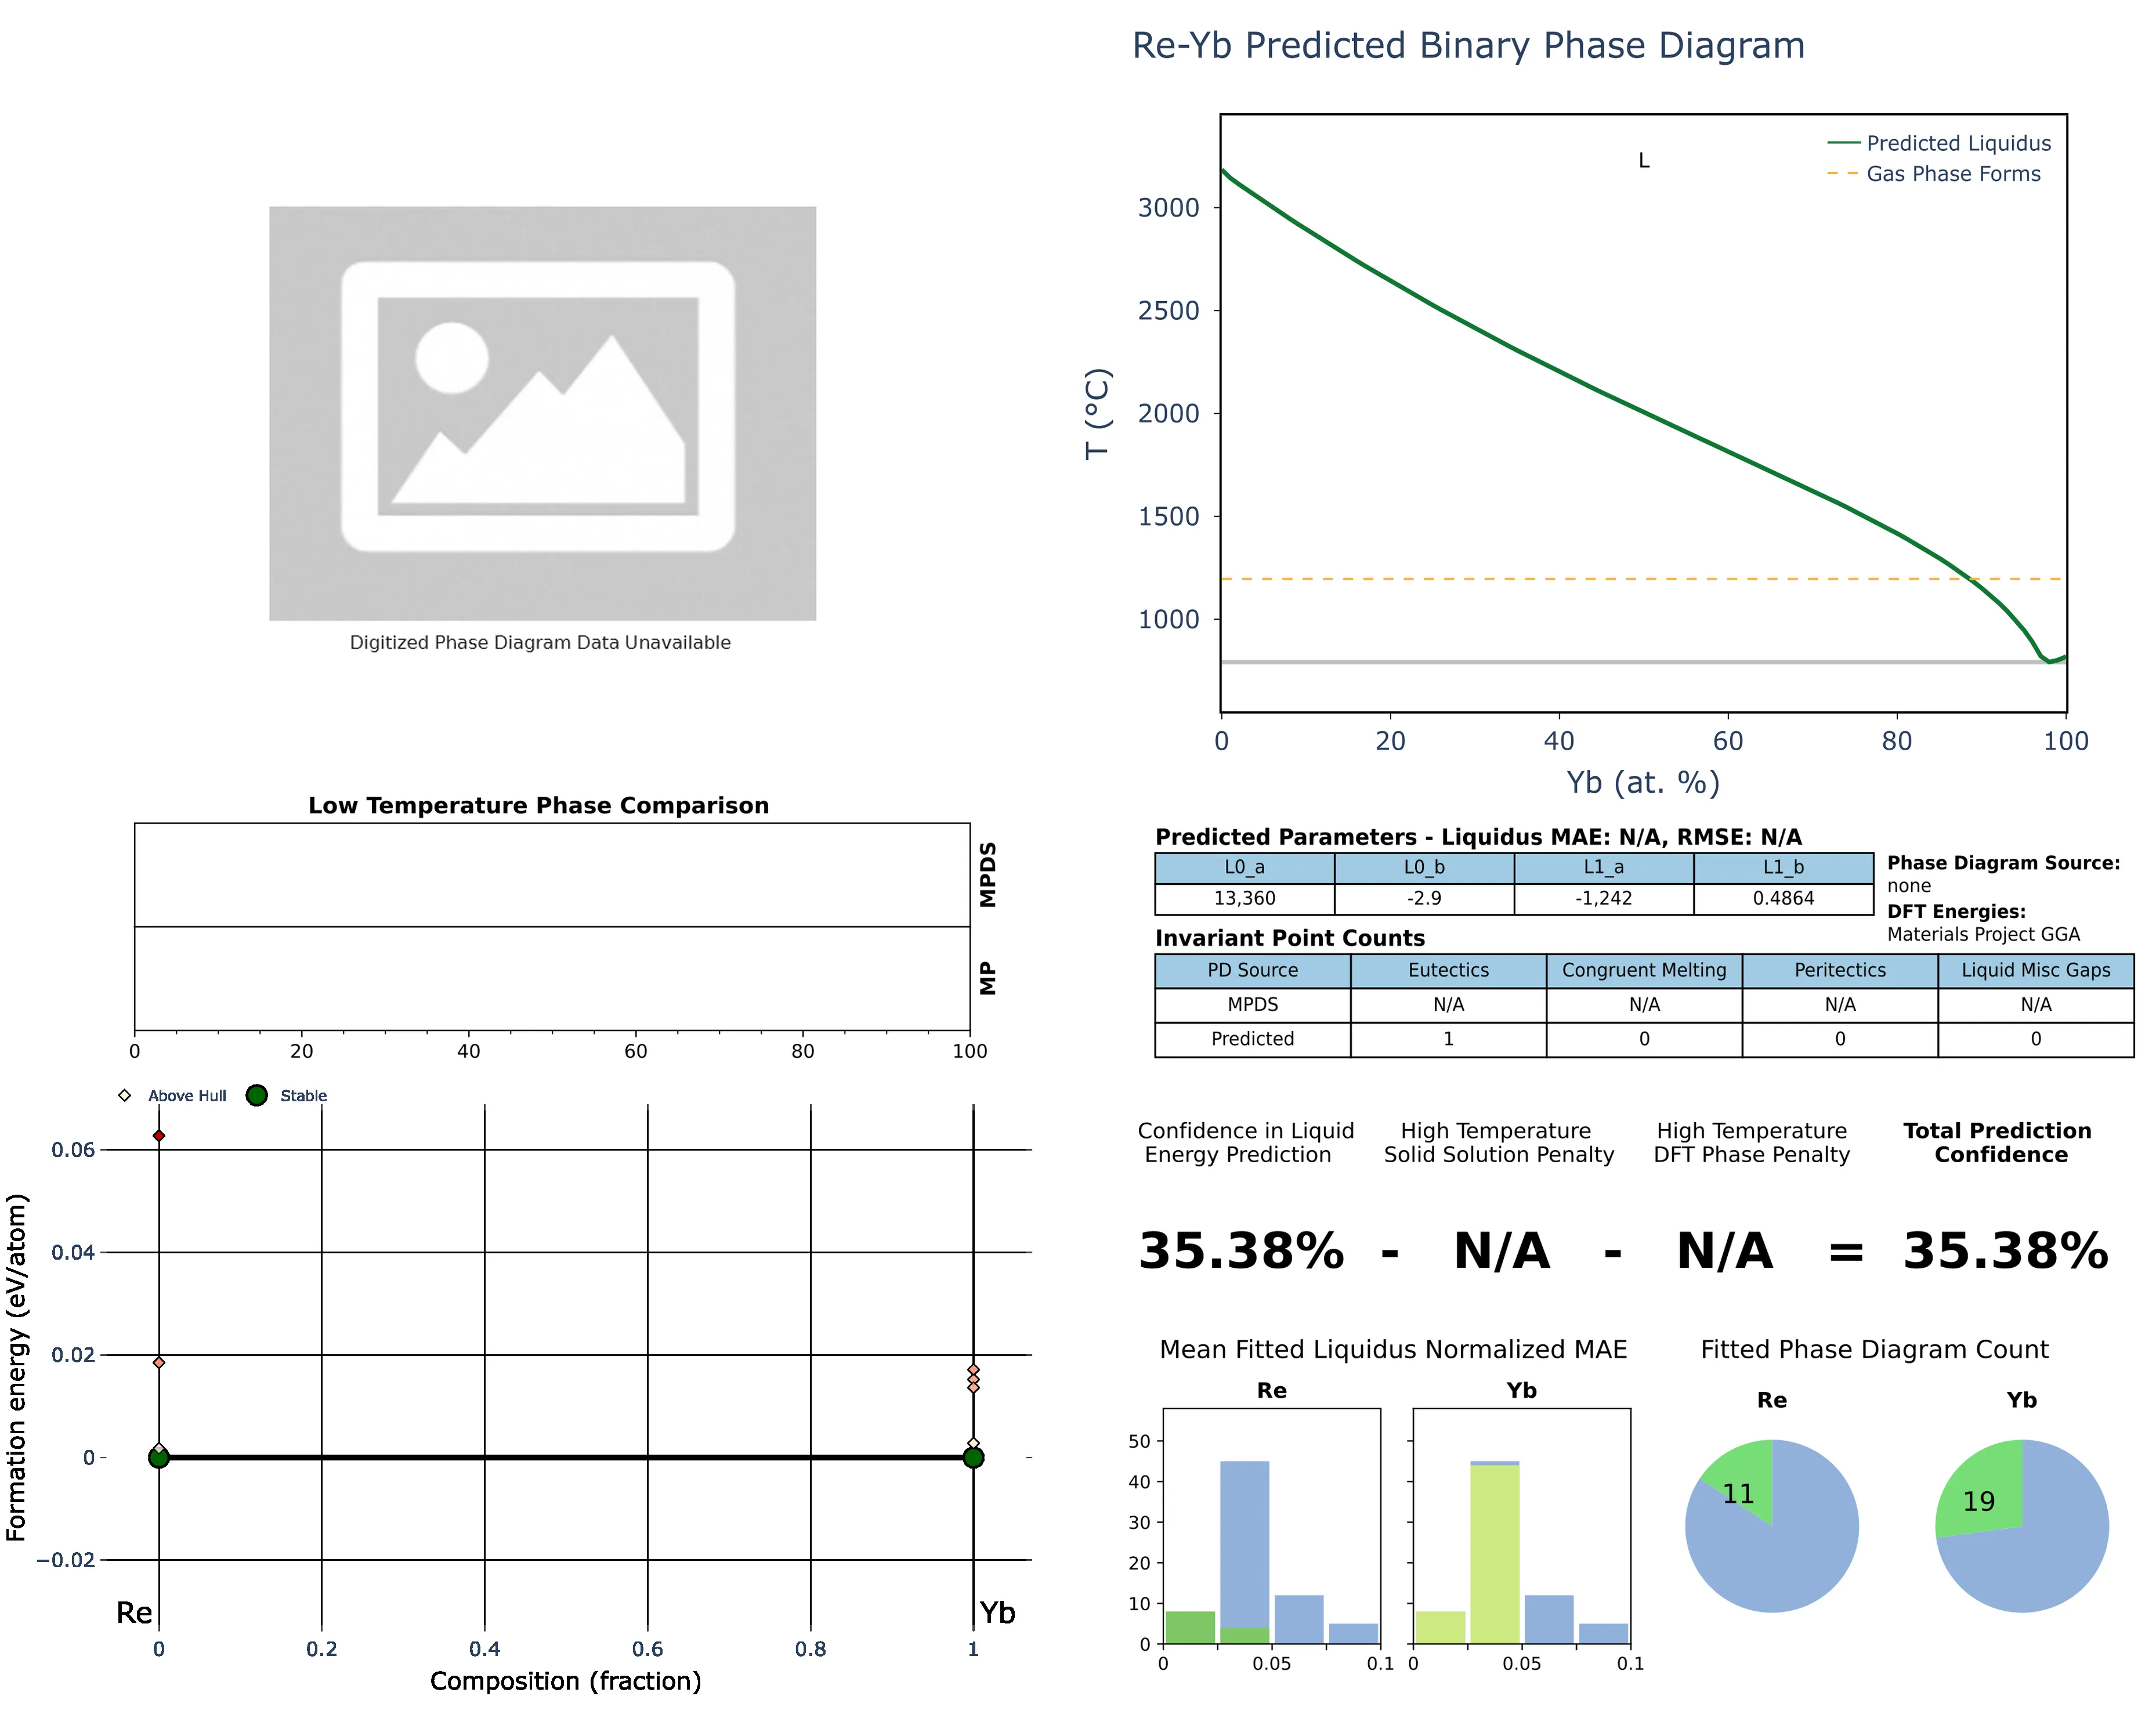 Re-Yb Predicted Binary Phase Diagram
Digitized Phase Diagram Data Unavailable
L
Predicted Liquidus
Gas Phase Forms
3000
2500
2000
1500
1000
T (°C)
0 20 40 60 80 100
Yb (at. %)
Low Temperature Phase Comparison
MPDS
MP
0 20 40 60 80 100
Predicted Parameters - Liquidus MAE: N/A, RMSE: N/A
L0_a L0_b L1_a L1_b
13,360 -2.9 -1,242 0.4864
Phase Diagram Source:
none
DFT Energies:
Materials Project GGA
Invariant Point Counts
PD Source Eutectics Congruent Melting Peritectics Liquid Misc Gaps
MPDS N/A N/A N/A N/A
Predicted 1 0 0 0
Above Hull Stable
0.06
0.04
0.02
0
−0.02
Formation energy (eV/atom)
Re Yb
0 0.2 0.4 0.6 0.8 1
Composition (fraction)
Confidence in Liquid
Energy Prediction
High Temperature
Solid Solution Penalty
High Temperature
DFT Phase Penalty
Total Prediction
Confidence
35.38% - N/A - N/A = 35.38%
Mean Fitted Liquidus Normalized MAE
Re Yb
50
40
30
20
10
0
0 0.05 0.1 0 0.05 0.1
Fitted Phase Diagram Count
Re Yb
11 19